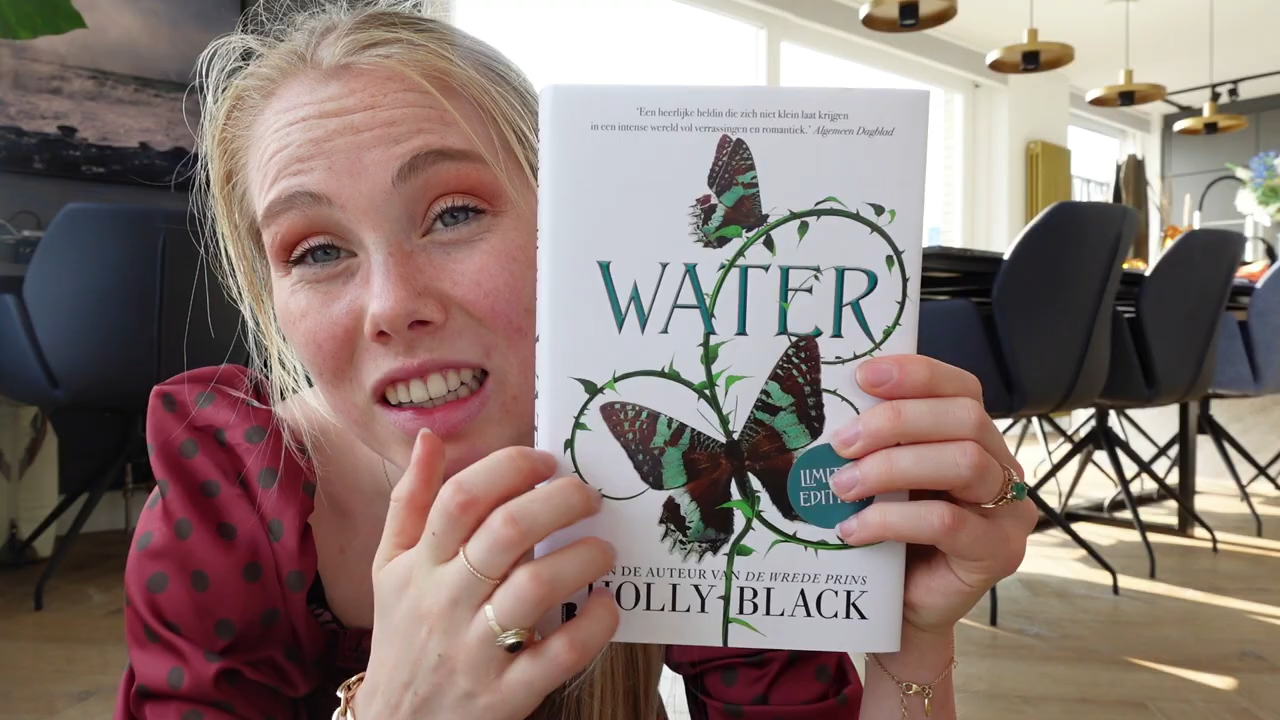 'Een heerlijke heldin die zich niet klein laat krijgen
in een intense wereld vol verrassingen en romantiek.' Algemeen Dagblad
WATER
DE AUTEUR VAN DE WREDE PRINS
HOLLY BLACK